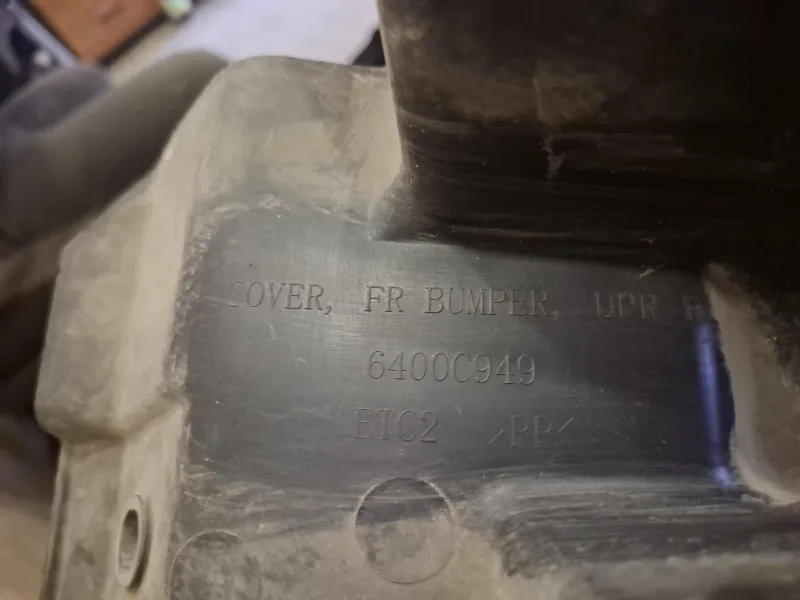 COVER, FR BUMPER, UPR R
6400C949
ETC2 >PP<